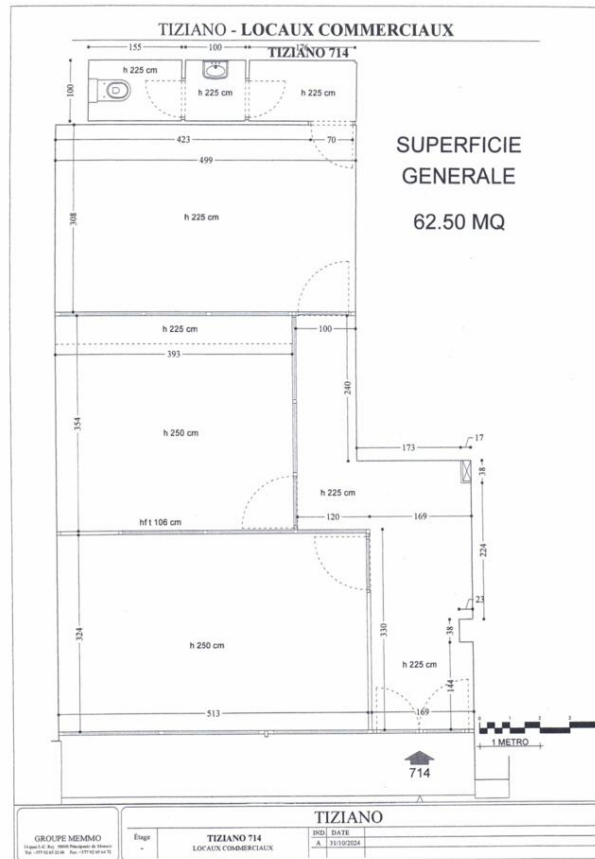 TIZIANO - LOCAUX COMMERCIAUX
TIZIANO 714
155
100
h 225 cm
h 225 cm
h 225 cm
100
423
70
499
SUPERFICIE
GENERALE
62.50 MQ
308
h 225 cm
h 225 cm
100
393
240
354
h 250 cm
173
17
38
h 225 cm
120
169
hf t 106 cm
224
23
324
330
38
h 250 cm
h 225 cm
144
513
169
1 METRO
714
TIZIANO
GROUPE MEMMO
Étage
-
TIZIANO 714
LOCAUX COMMERCIAUX
IND.
DATE
A
31/10/2024